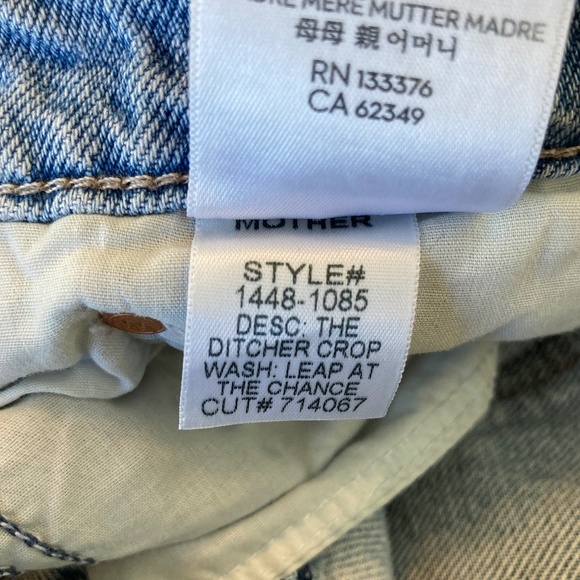 MERE MUTTER MADRE
母母 親 어머니
RN 133376
CA 62349
MOTHER
STYLE#
1448-1085
DESC: THE
DITCHER CROP
WASH: LEAP AT
THE CHANCE
CUT# 714067